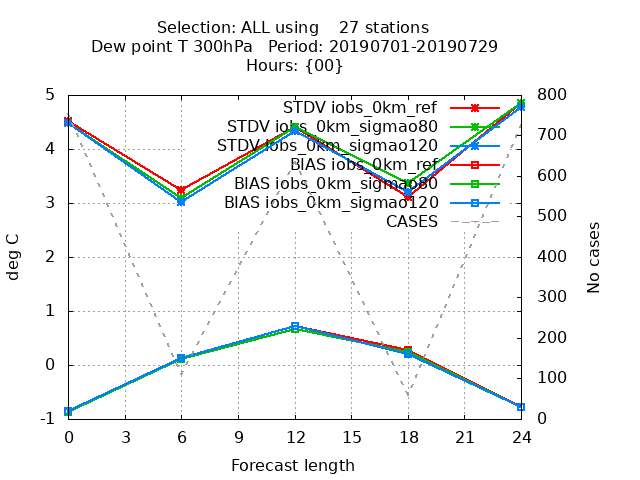 Selection: ALL using    27 stations
Dew point T 300hPa   Period: 20190701-20190729
Hours: {00}
STDV iobs_0km_ref
STDV iobs_0km_sigmao80
STDV iobs_0km_sigmao120
BIAS iobs_0km_ref
BIAS iobs_0km_sigmao80
BIAS iobs_0km_sigmao120
CASES
deg C
5
4
3
2
1
0
-1
800
700
600
500
400
300
200
100
0
No cases
0 3 6 9 12 15 18 21 24
Forecast length